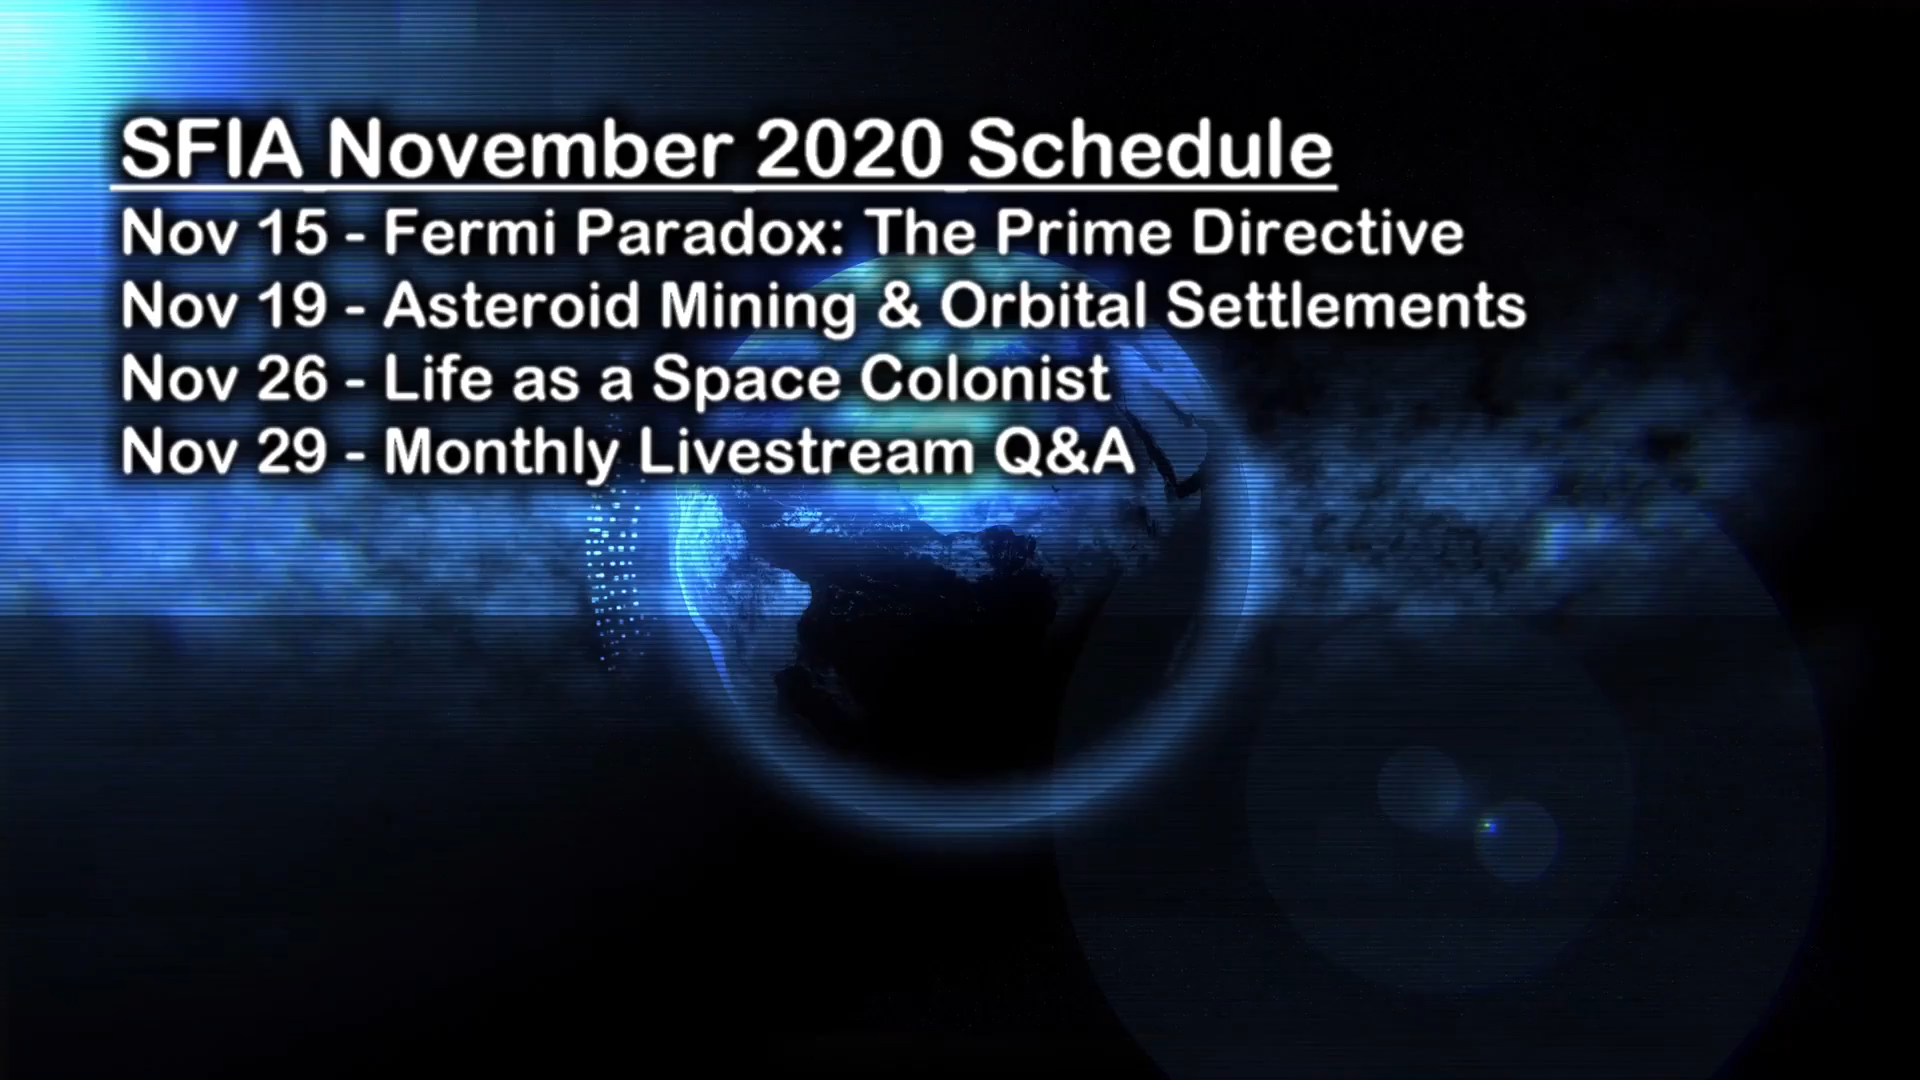 SFIA November 2020 Schedule
Nov 15 - Fermi Paradox: The Prime Directive
Nov 19 - Asteroid Mining & Orbital Settlements
Nov 26 - Life as a Space Colonist
Nov 29 - Monthly Livestream Q&A